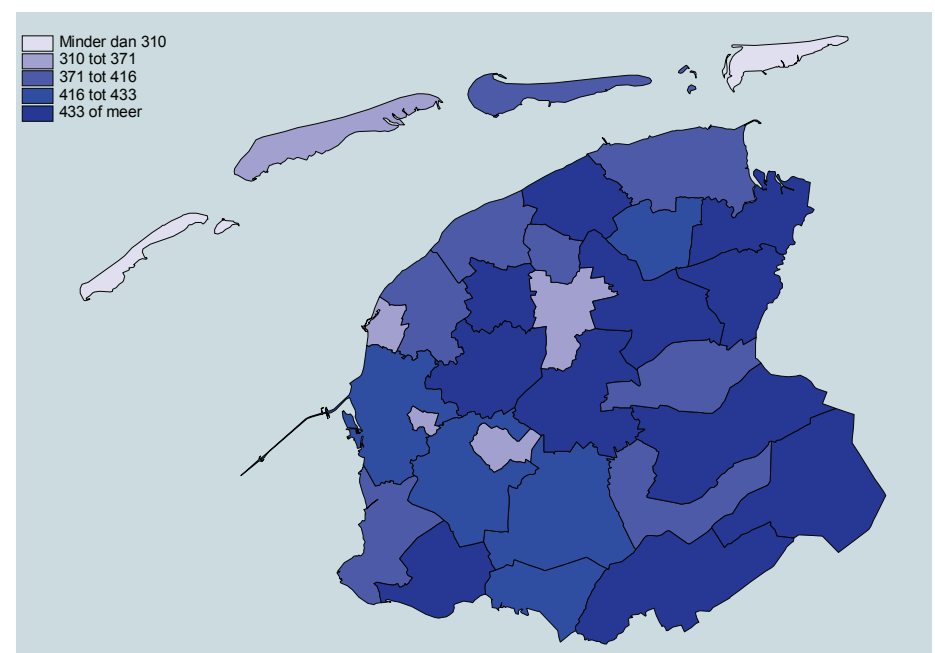 Minder dan 310
310 tot 371
371 tot 416
416 tot 433
433 of meer